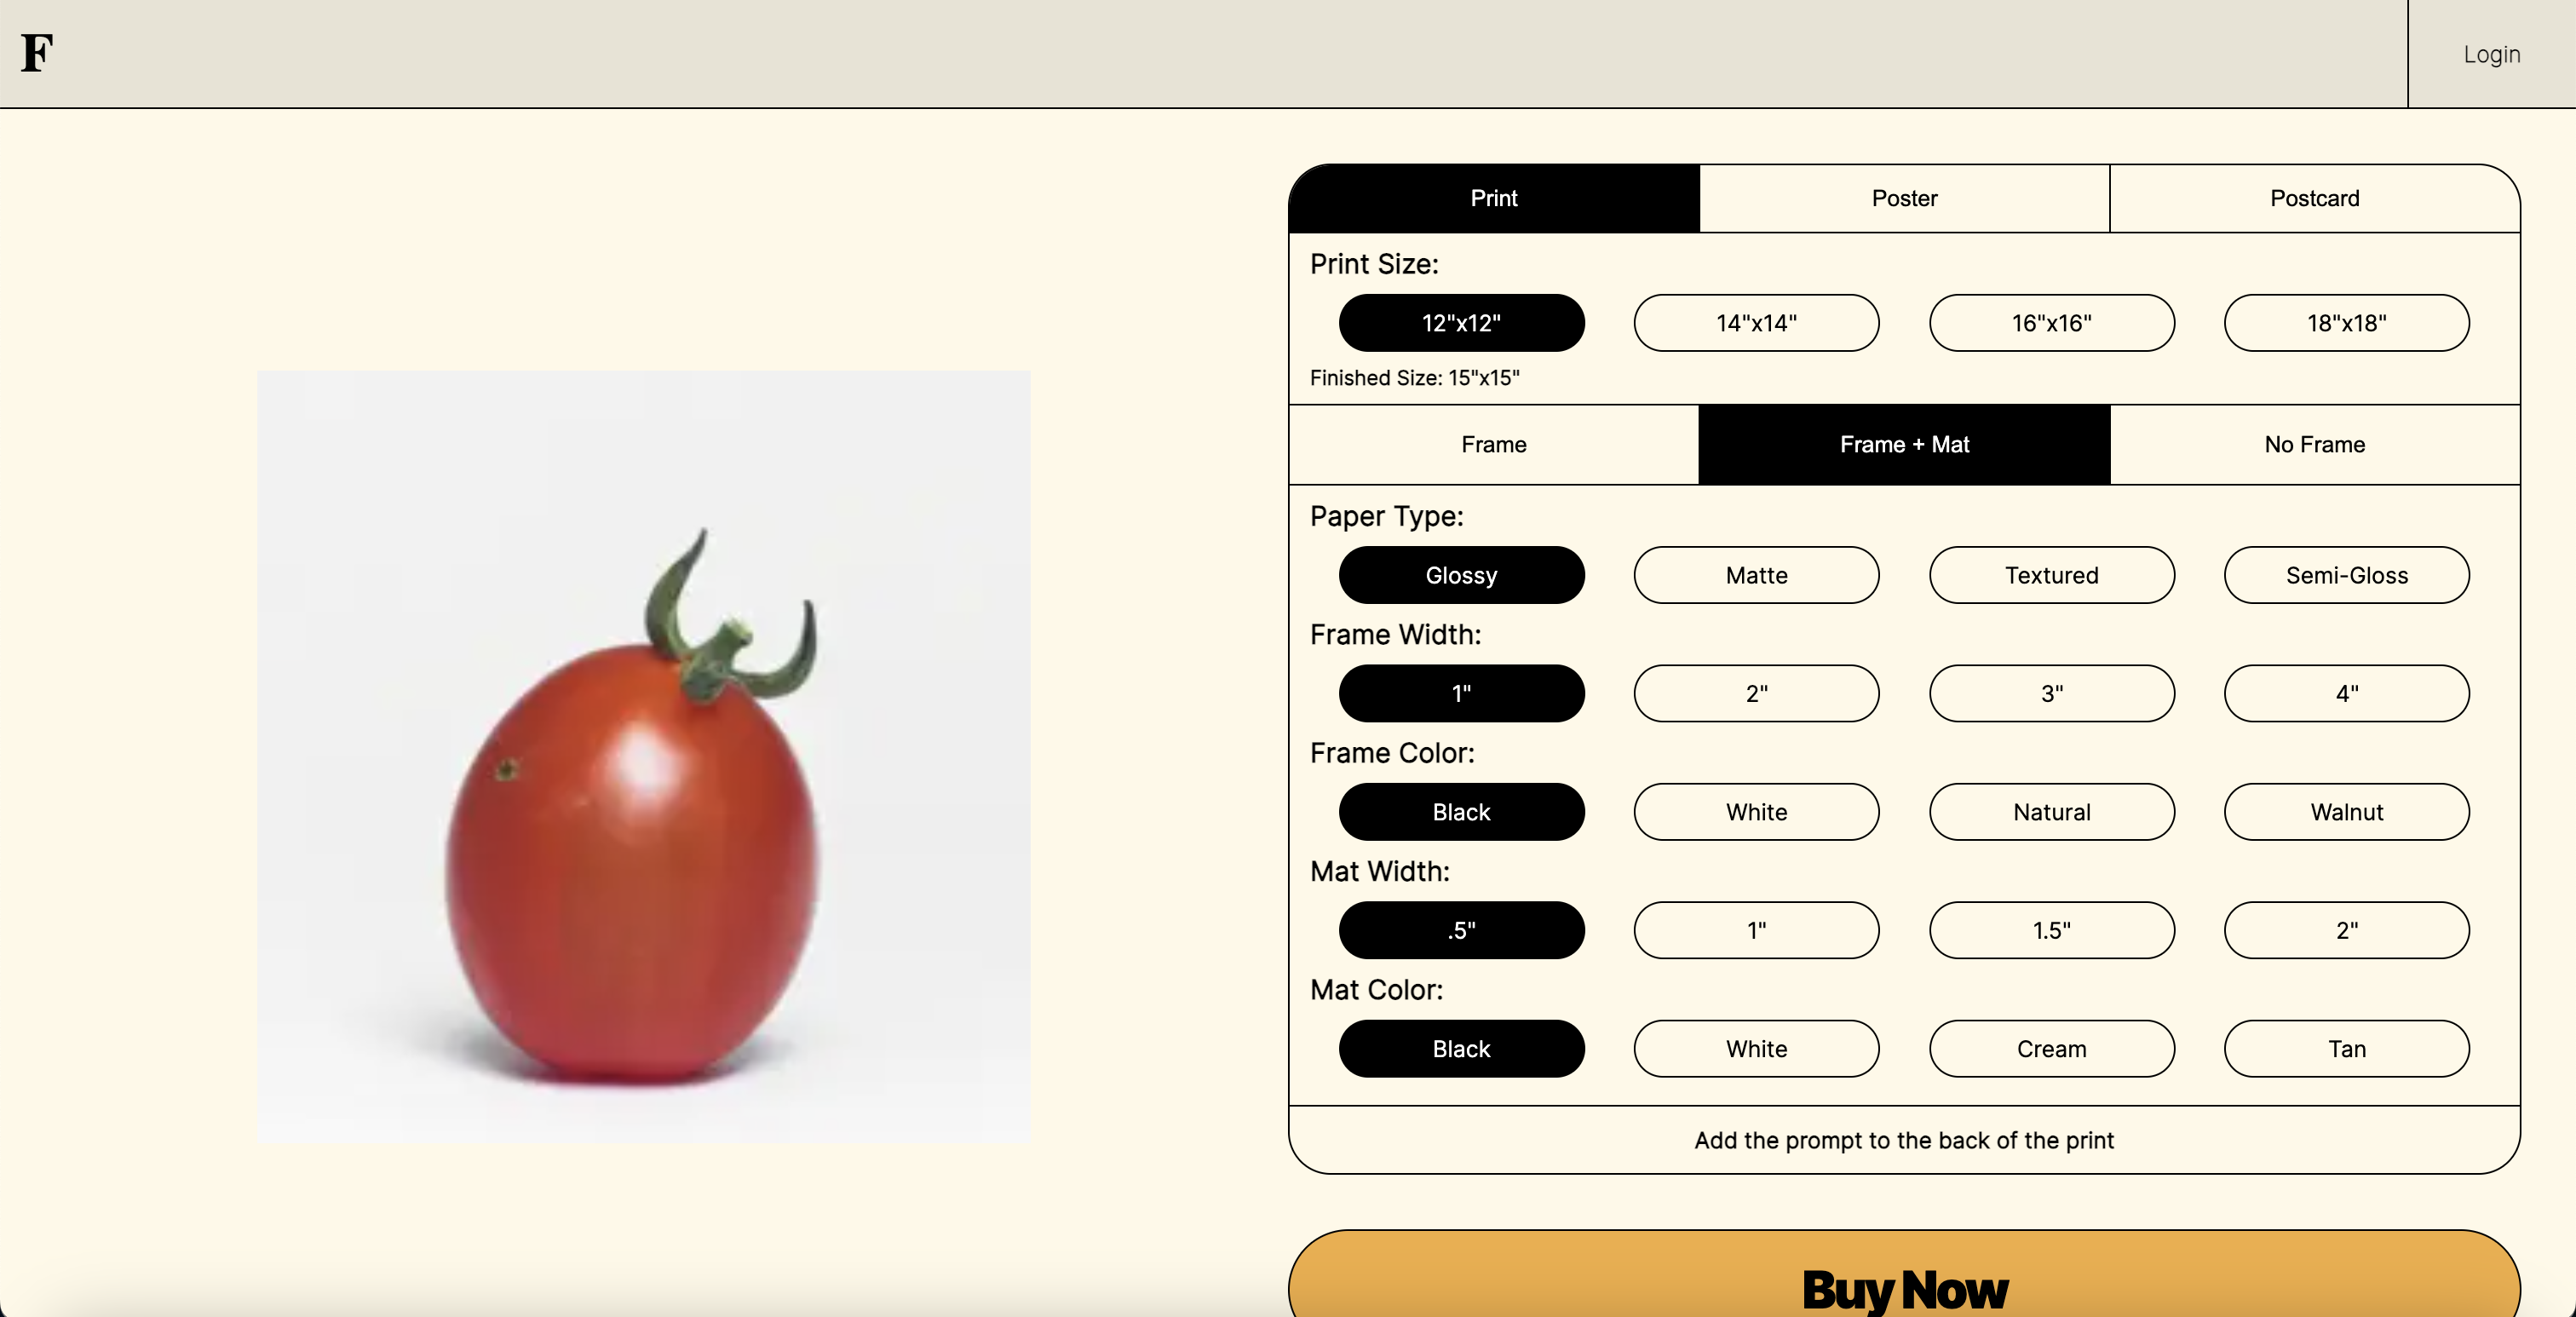 F
Login
Print Poster Postcard
Print Size:
12"x12" 14"x14" 16"x16" 18"x18"
Finished Size: 15"x15"
Frame Frame + Mat No Frame
Paper Type:
Glossy Matte Textured Semi-Gloss
Frame Width:
1" 2" 3" 4"
Frame Color:
Black White Natural Walnut
Mat Width:
.5" 1" 1.5" 2"
Mat Color:
Black White Cream Tan
Add the prompt to the back of the print
Buy Now